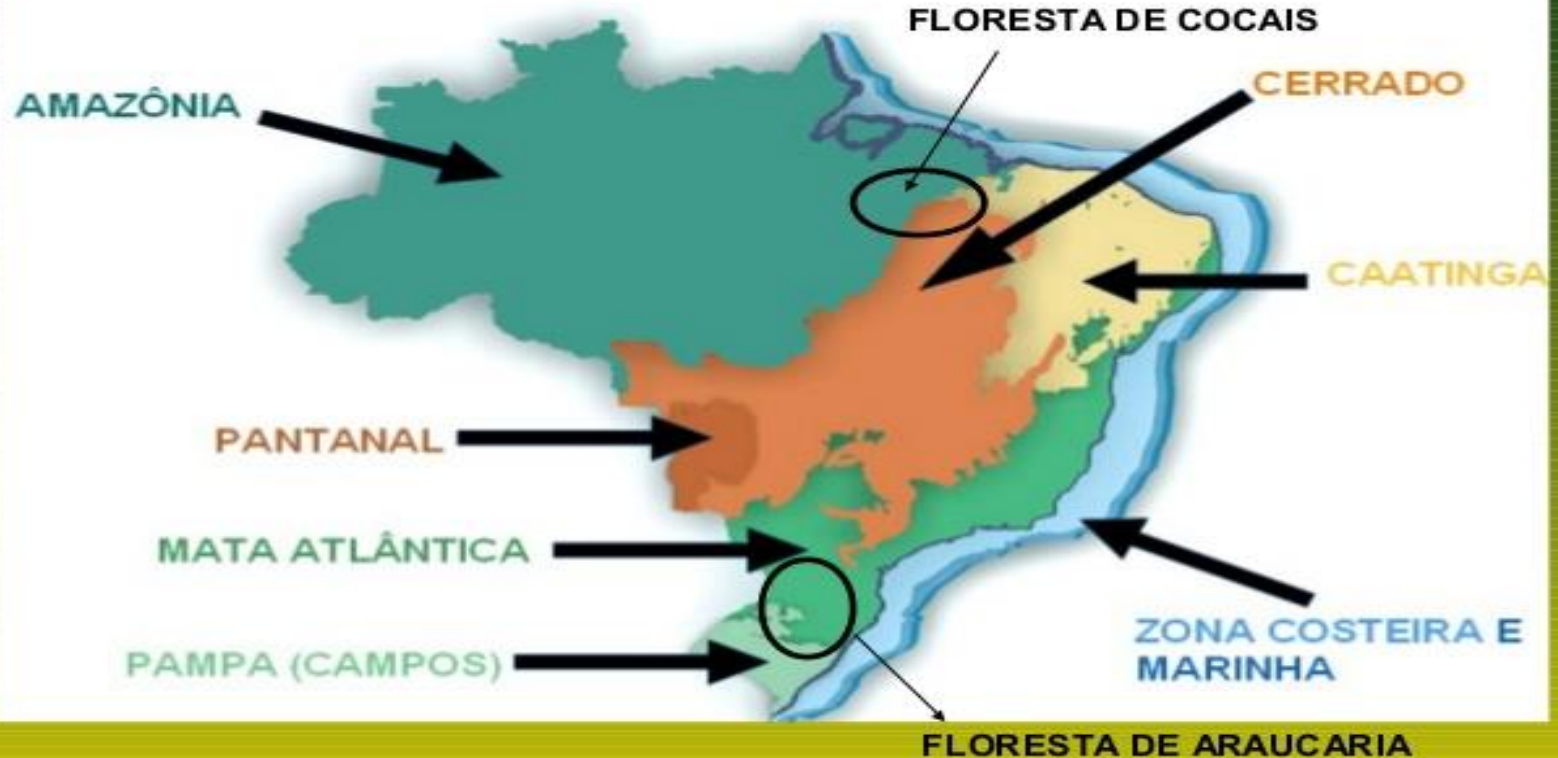 FLORESTA DE COCAIS
CERRADO
AMAZÔNIA
CAATINGA
PANTANAL
MATA ATLÂNTICA
ZONA COSTEIRA E
MARINHA
PAMPA (CAMPOS)
FLORESTA DE ARAUCARIA